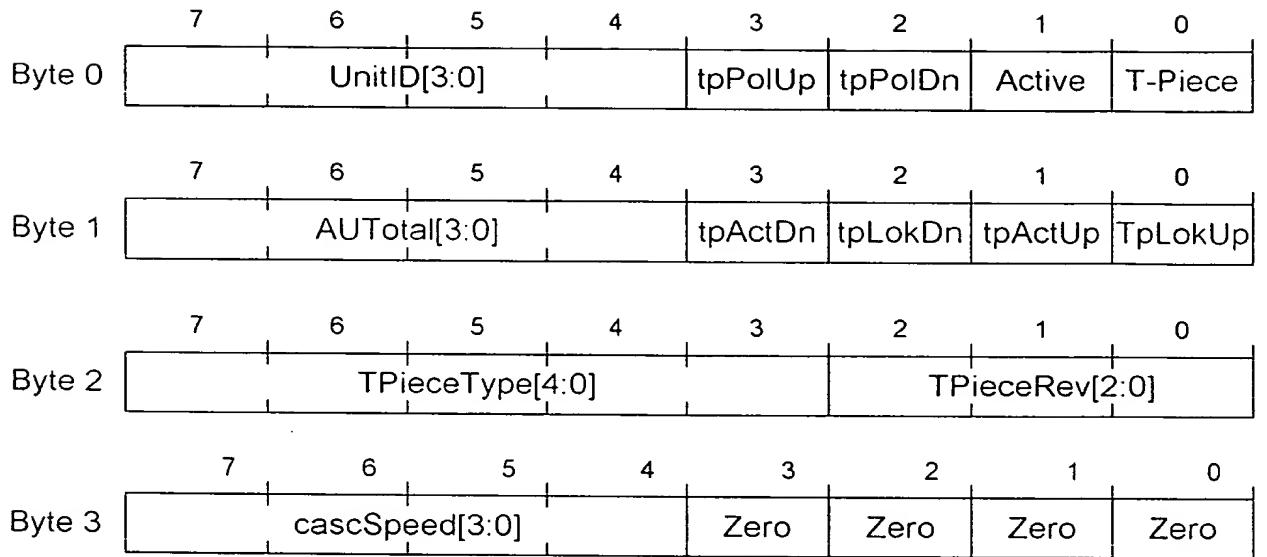 7 6 5 4 3 2 1 0
Byte 0 UnitID[3:0] tpPolUp tpPolDn Active T-Piece
7 6 5 4 3 2 1 0
Byte 1 AUTotal[3:0] tpActDn tpLokDn tpActUp TpLokUp
7 6 5 4 3 2 1 0
Byte 2 TPieceType[4:0] TPieceRev[2:0]
7 6 5 4 3 2 1 0
Byte 3 cascSpeed[3:0] Zero Zero Zero Zero